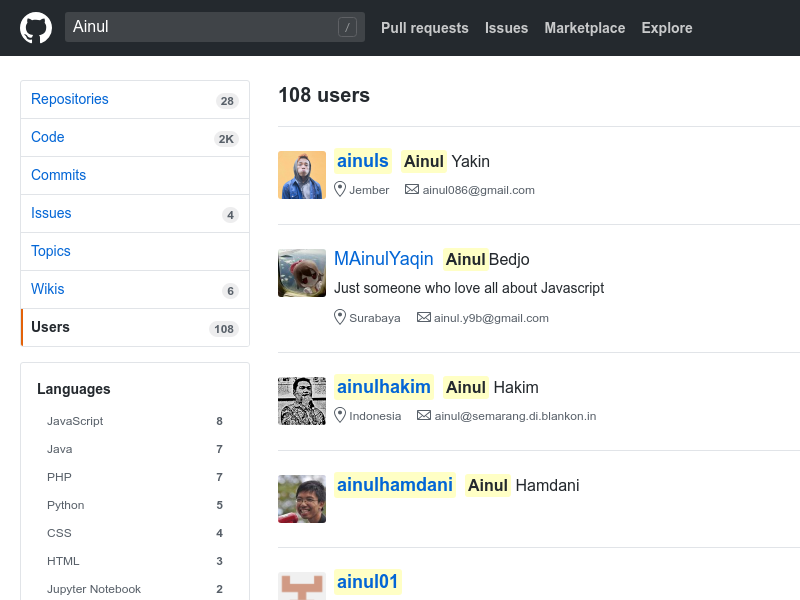 Ainul /
Pull requests Issues Marketplace Explore
Repositories 28
Code 2K
Commits
Issues 4
Topics
Wikis 6
Users 108
Languages
JavaScript 8
Java 7
PHP 7
Python 5
CSS 4
HTML 3
Jupyter Notebook 2
108 users
ainuls Ainul Yakin
Jember ainul086@gmail.com
MAinulYaqin Ainul Bedjo
Just someone who love all about Javascript
Surabaya ainul.y9b@gmail.com
ainulhakim Ainul Hakim
Indonesia ainul@semarang.di.blankon.in
ainulhamdani Ainul Hamdani
ainul01